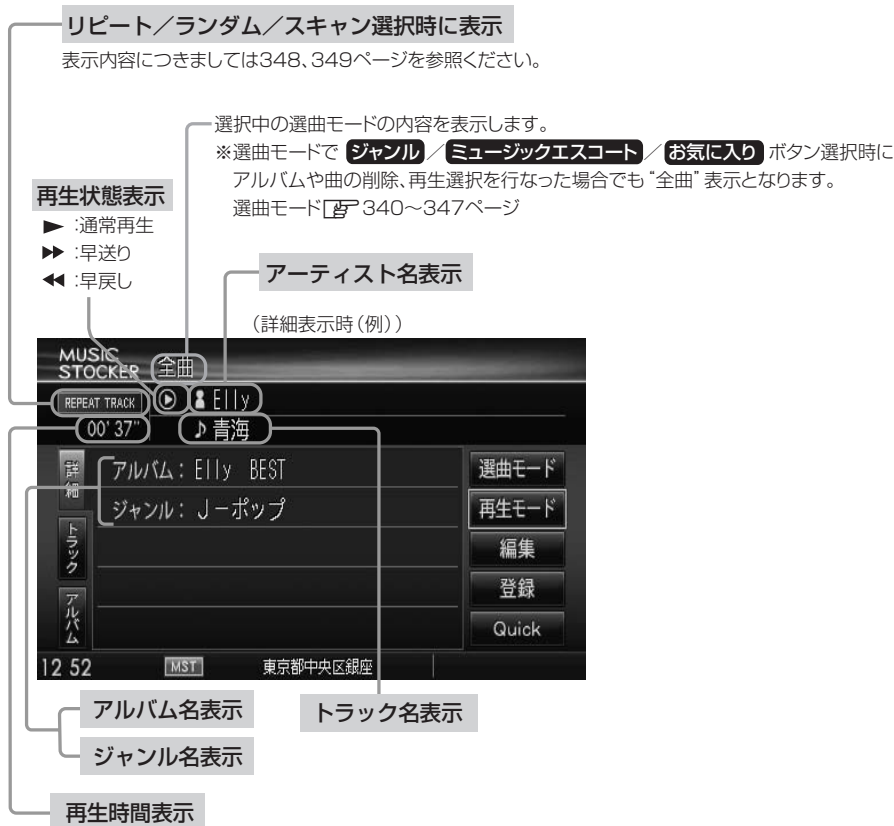 リピート／ランダム／スキャン選択時に表示
表示内容につきましては348、349ページを参照ください。
選択中の選曲モードの内容を表示します。
※選曲モードで ジャンル ／ ミュージックエスコート ／ お気に入り ボタン選択時に
アルバムや曲の削除、再生選択を行なった場合でも“全曲”表示となります。
選曲モード 340～347ページ
再生状態表示
▶ :通常再生
▶▶ :早送り
◀◀ :早戻し
アーティスト名表示
（詳細表示時（例））
MUSIC
STOCKER 全曲
REPEAT TRACK Elly
00'37" ♪青海
詳細
アルバム：Elly BEST
選曲モード
ジャンル：J－ポップ
再生モード
トラック
編集
登録
アルバム
Quick
12 52 MST 東京都中央区銀座
アルバム名表示
トラック名表示
ジャンル名表示
再生時間表示